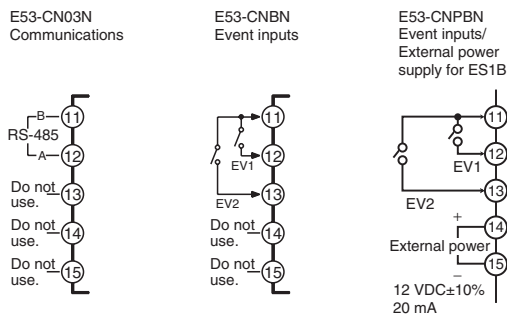 E53-CN03N
Communications
B
RS-485
A
11
12
Do not
use.
13
Do not
use.
14
Do not
use.
15
E53-CNBN
Event inputs
11
EV1
12
EV2
13
Do not
use.
14
Do not
use.
15
E53-CNPBN
Event inputs/
External power
supply for ES1B
11
12
EV1
13
EV2
+
14
External power
15
−
12 VDC±10%
20 mA